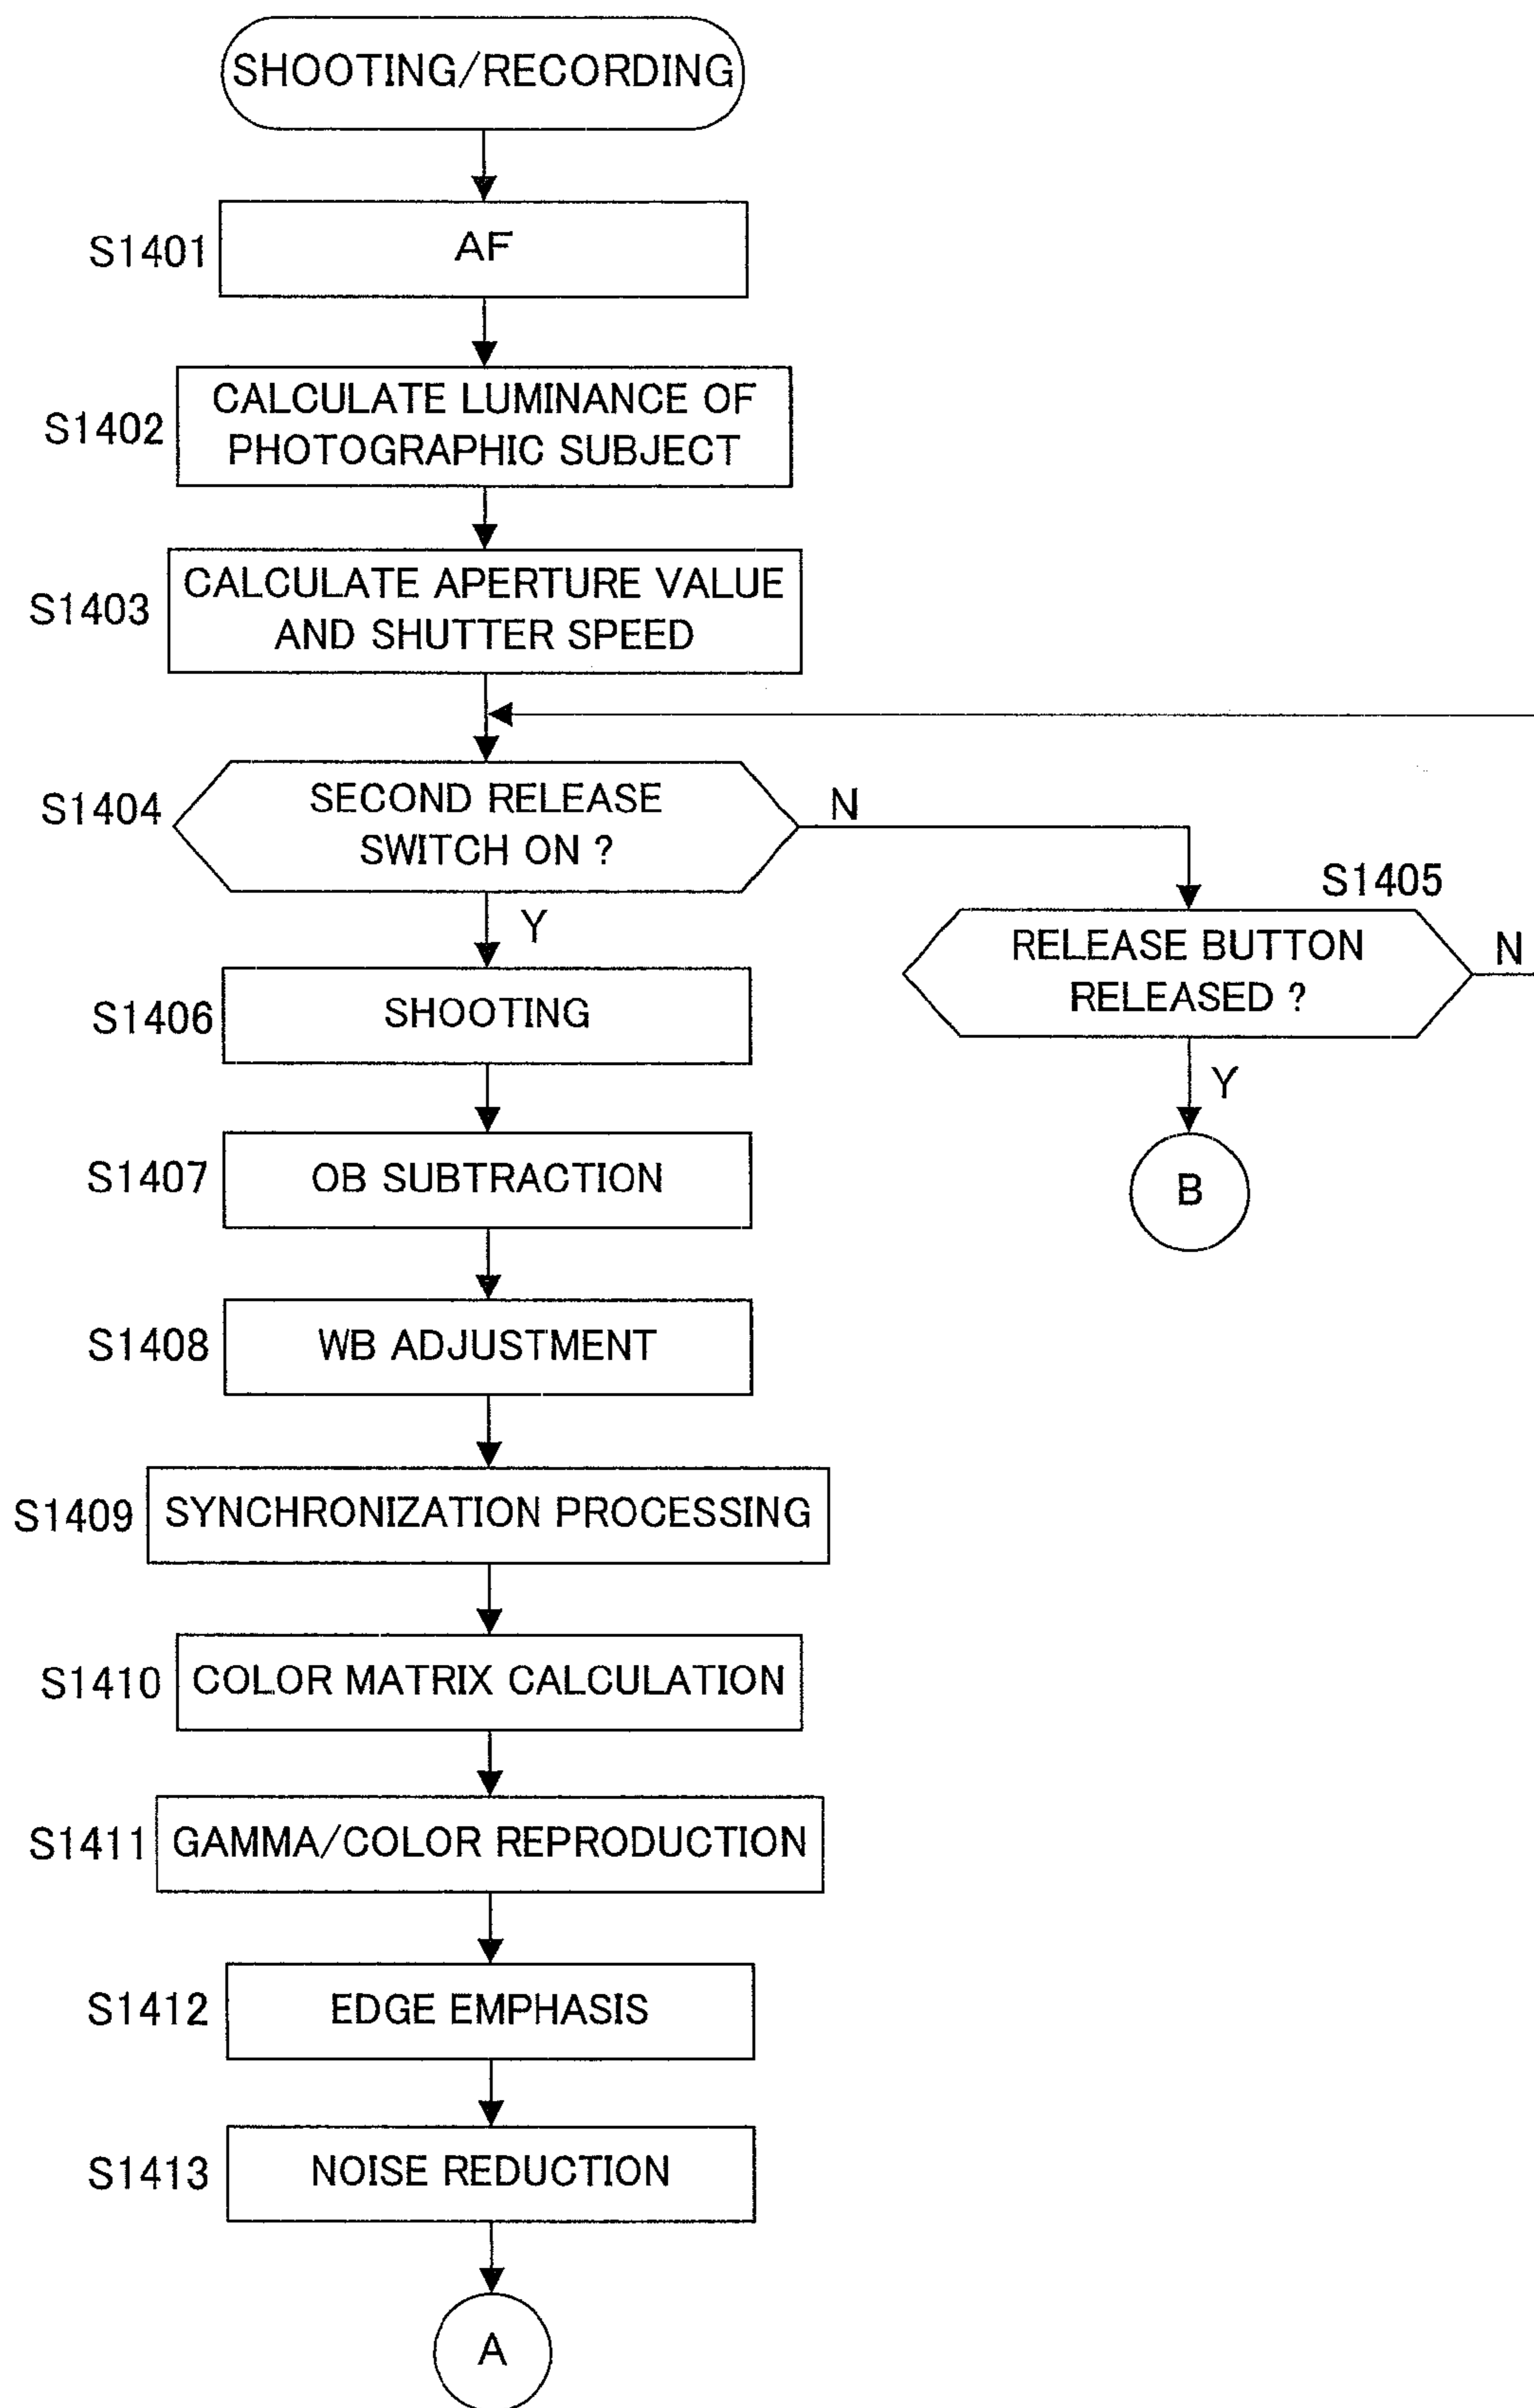 SHOOTING/RECORDING
S1401
AF
S1402
CALCULATE LUMINANCE OF
PHOTOGRAPHIC SUBJECT
S1403
CALCULATE APERTURE VALUE
AND SHUTTER SPEED
S1404
SECOND RELEASE
SWITCH ON ?
N
Y
S1405
RELEASE BUTTON
RELEASED ?
N
Y
B
S1406
SHOOTING
S1407
OB SUBTRACTION
S1408
WB ADJUSTMENT
S1409
SYNCHRONIZATION PROCESSING
S1410
COLOR MATRIX CALCULATION
S1411
GAMMA/COLOR REPRODUCTION
S1412
EDGE EMPHASIS
S1413
NOISE REDUCTION
A